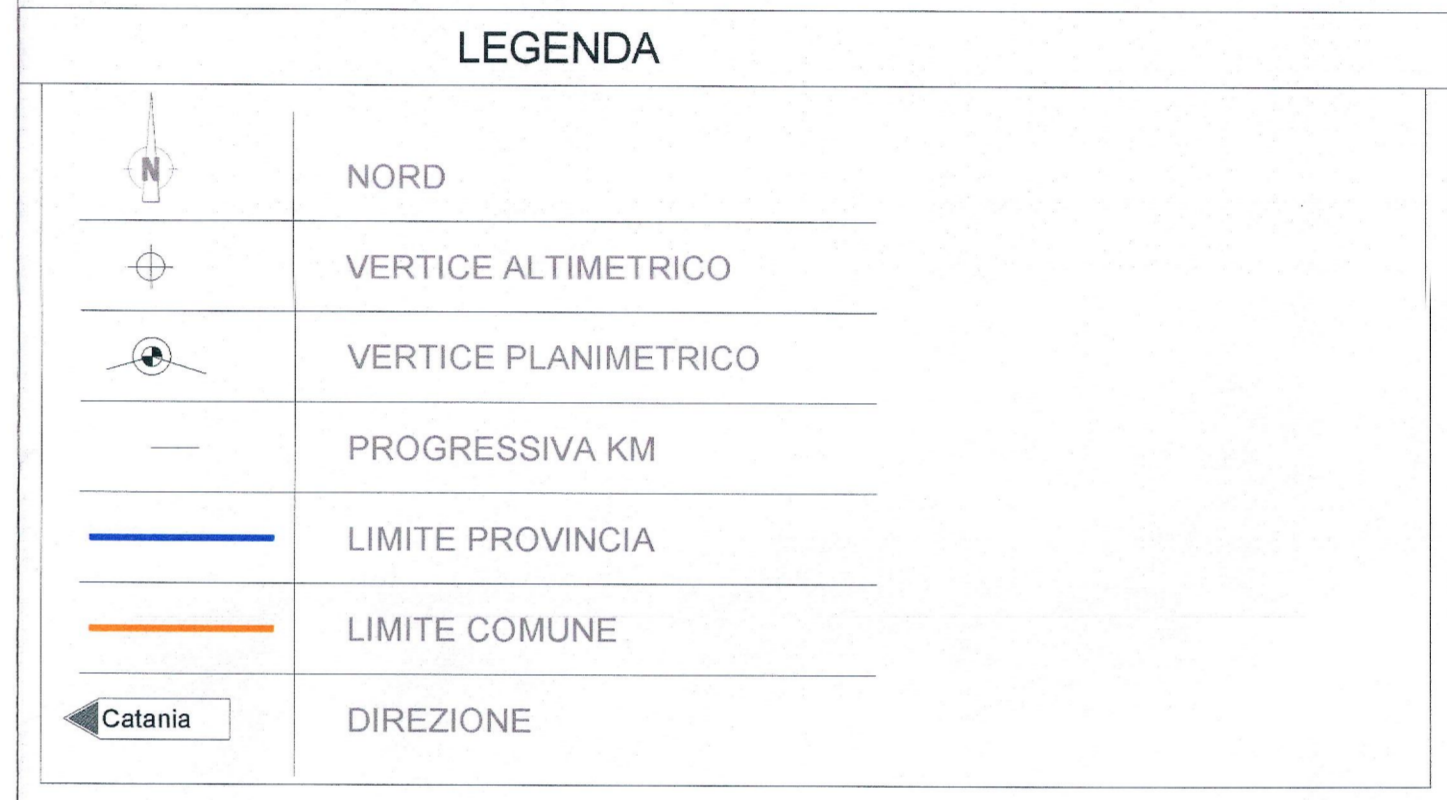 LEGENDA
N
NORD
VERTICE ALTIMETRICO
VERTICE PLANIMETRICO
PROGRESSIVA KM
LIMITE PROVINCIA
LIMITE COMUNE
Catania
DIREZIONE